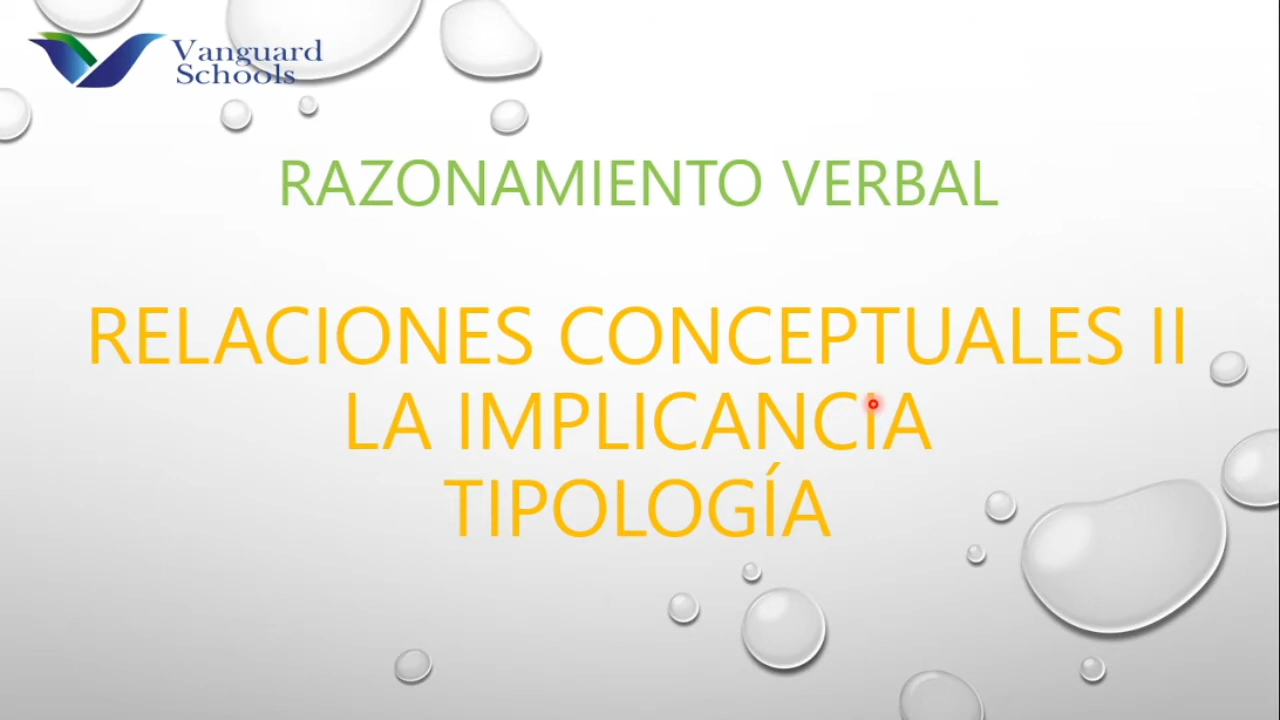 Vanguard
Schools
RAZONAMIENTO VERBAL
RELACIONES CONCEPTUALES II
LA IMPLICANCIA
TIPOLOGÍA